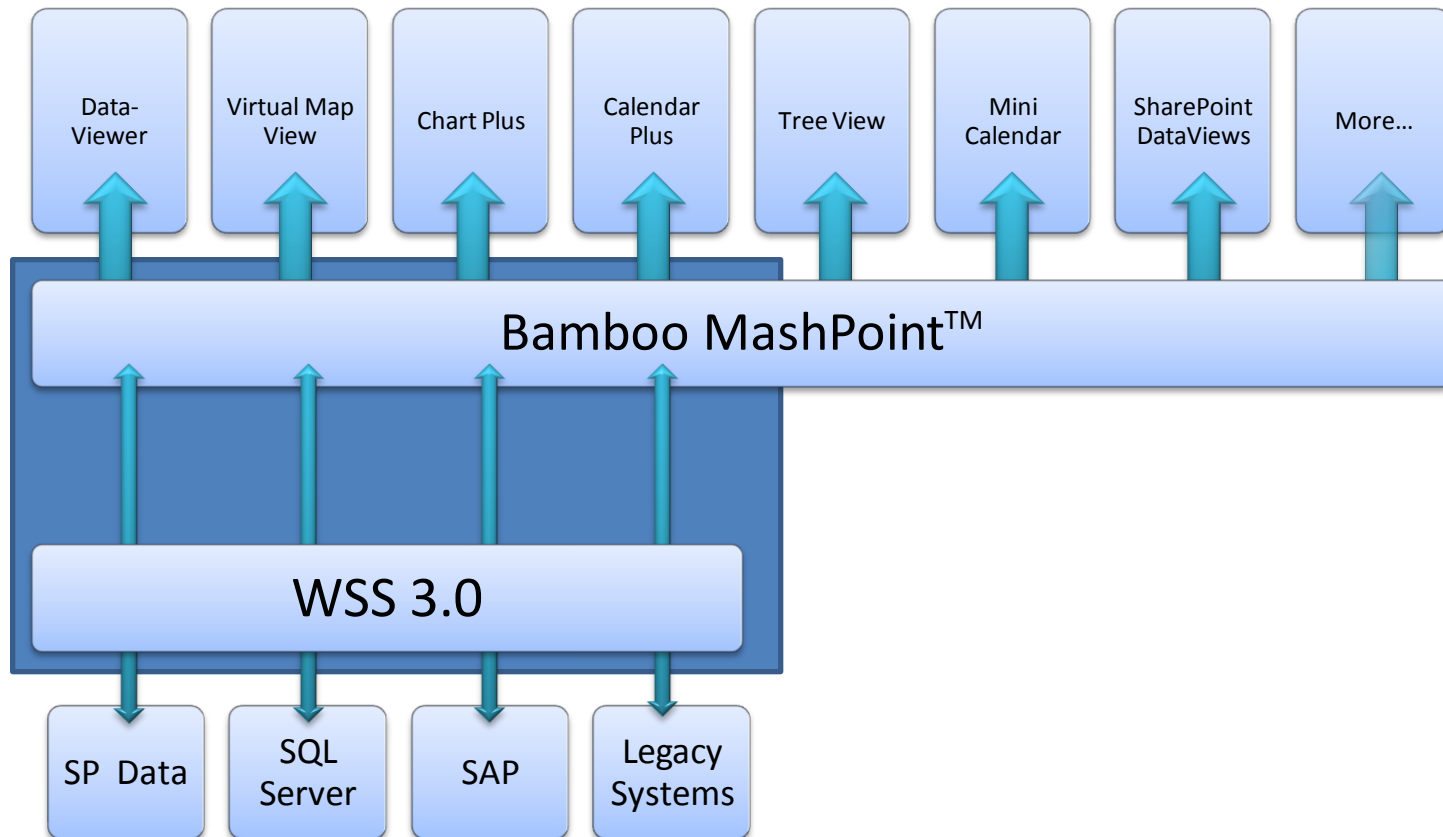 Data-
Viewer
Virtual Map
View
Chart Plus
Calendar
Plus
Tree View
Mini
Calendar
SharePoint
DataViews
More...
Bamboo MashPoint™
WSS 3.0
SP Data
SQL
Server
SAP
Legacy
Systems